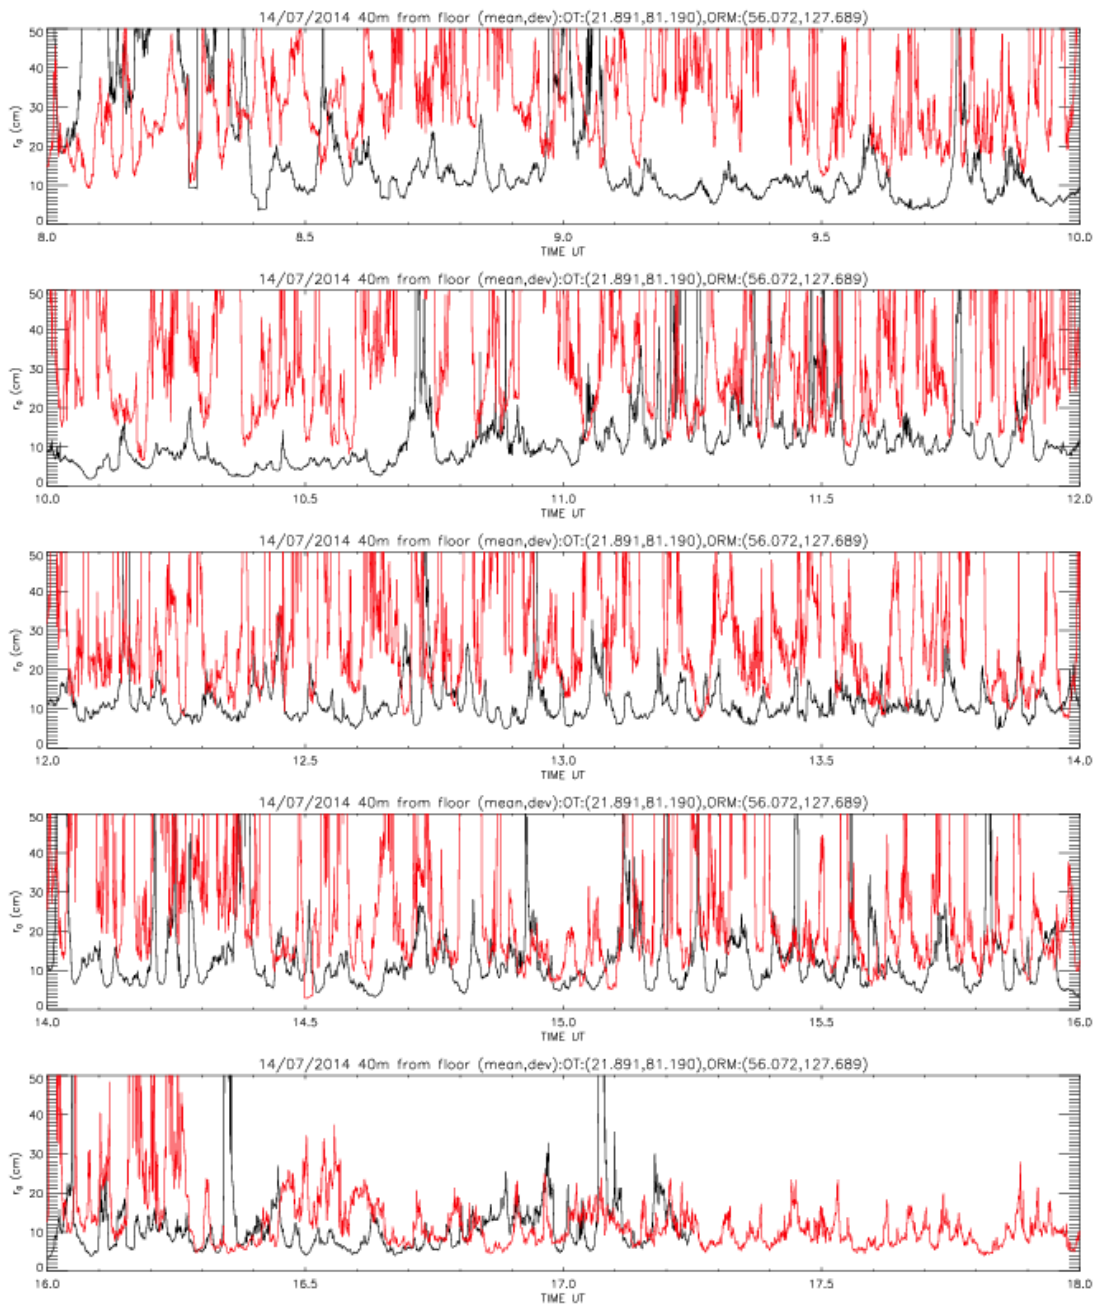 14/07/2014 40m from floor (mean,dev):OT:(21.891,81.190),ORM:(56.072,127.689)
50
40
30
20
10
0
r₀ (cm)
8.0 8.5 9.0 9.5 10.0
TIME UT
14/07/2014 40m from floor (mean,dev):OT:(21.891,81.190),ORM:(56.072,127.689)
50
40
30
20
10
0
r₀ (cm)
10.0 10.5 11.0 11.5 12.0
TIME UT
14/07/2014 40m from floor (mean,dev):OT:(21.891,81.190),ORM:(56.072,127.689)
50
40
30
20
10
0
r₀ (cm)
12.0 12.5 13.0 13.5 14.0
TIME UT
14/07/2014 40m from floor (mean,dev):OT:(21.891,81.190),ORM:(56.072,127.689)
50
40
30
20
10
0
r₀ (cm)
14.0 14.5 15.0 15.5 16.0
TIME UT
14/07/2014 40m from floor (mean,dev):OT:(21.891,81.190),ORM:(56.072,127.689)
50
40
30
20
10
0
r₀ (cm)
16.0 16.5 17.0 17.5 18.0
TIME UT